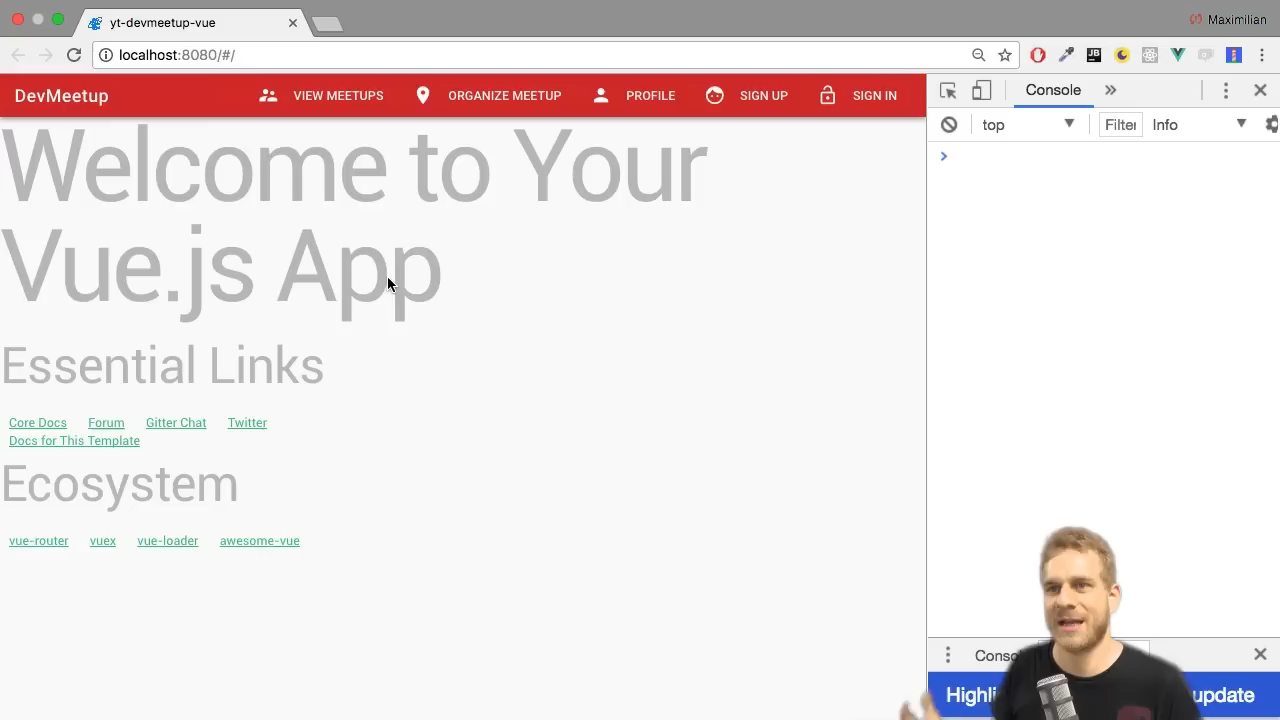 yt-devmeetup-vue
Maximilian
localhost:8080/#/
DevMeetup
VIEW MEETUPS
ORGANIZE MEETUP
PROFILE
SIGN UP
SIGN IN
Console
top
Filter
Info
Welcome to Your
Vue.js App
Essential Links
Core Docs Forum Gitter Chat Twitter
Docs for This Template
Ecosystem
vue-router vuex vue-loader awesome-vue
update